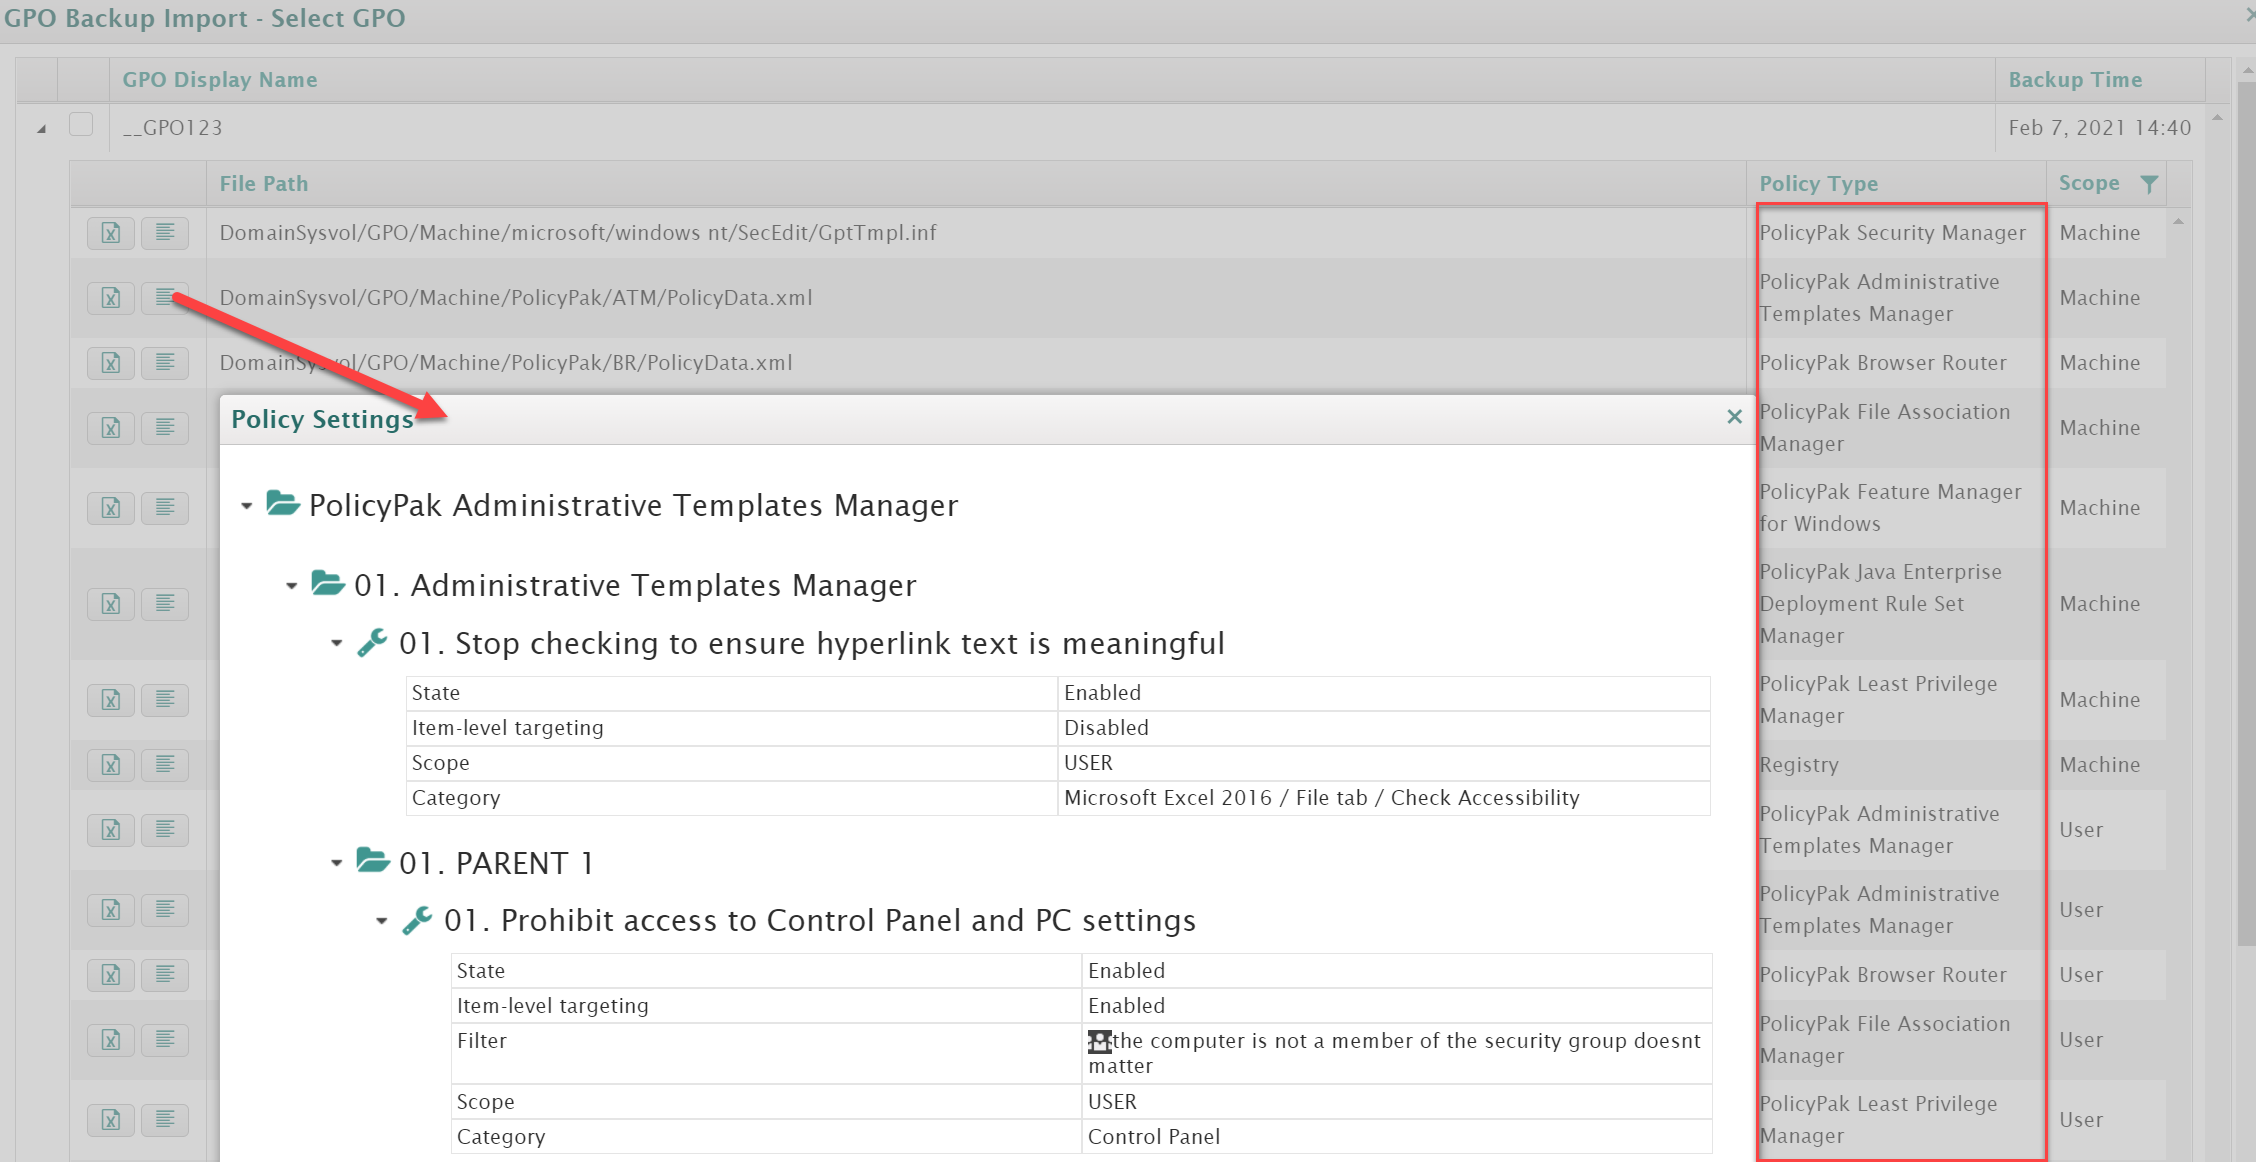 GPO Backup Import - Select GPO
GPO Display Name
Backup Time
__GPO123
Feb 7, 2021 14:40
File Path
Policy Type
Scope
DomainSysvol/GPO/Machine/microsoft/windows nt/SecEdit/GptTmpl.inf
PolicyPak Security Manager
Machine
DomainSysvol/GPO/Machine/PolicyPak/ATM/PolicyData.xml
PolicyPak Administrative
Templates Manager
Machine
DomainSysvol/GPO/Machine/PolicyPak/BR/PolicyData.xml
PolicyPak Browser Router
Machine
PolicyPak File Association
Manager
Machine
PolicyPak Feature Manager
for Windows
Machine
PolicyPak Java Enterprise
Deployment Rule Set
Manager
Machine
PolicyPak Least Privilege
Manager
Machine
Registry
Machine
PolicyPak Administrative
Templates Manager
User
PolicyPak Administrative
Templates Manager
User
PolicyPak Browser Router
User
PolicyPak File Association
Manager
User
PolicyPak Least Privilege
Manager
User
Policy Settings
PolicyPak Administrative Templates Manager
01. Administrative Templates Manager
01. Stop checking to ensure hyperlink text is meaningful
State
Enabled
Item-level targeting
Disabled
Scope
USER
Category
Microsoft Excel 2016 / File tab / Check Accessibility
01. PARENT 1
01. Prohibit access to Control Panel and PC settings
State
Enabled
Item-level targeting
Enabled
Filter
the computer is not a member of the security group doesnt
matter
Scope
USER
Category
Control Panel